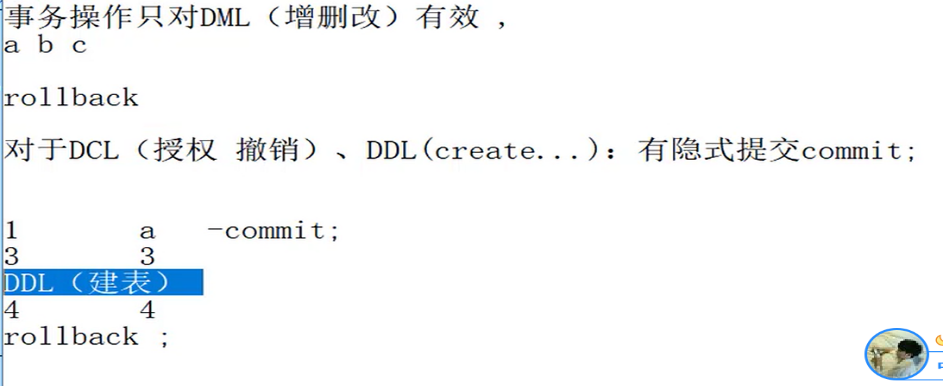 事务操作只对DML（增删改）有效 ，
a b c
rollback
对于DCL（授权 撤销）、DDL(create...)：有隐式提交commit;
1 a -commit;
3 3
DDL（建表）
4 4
rollback ;